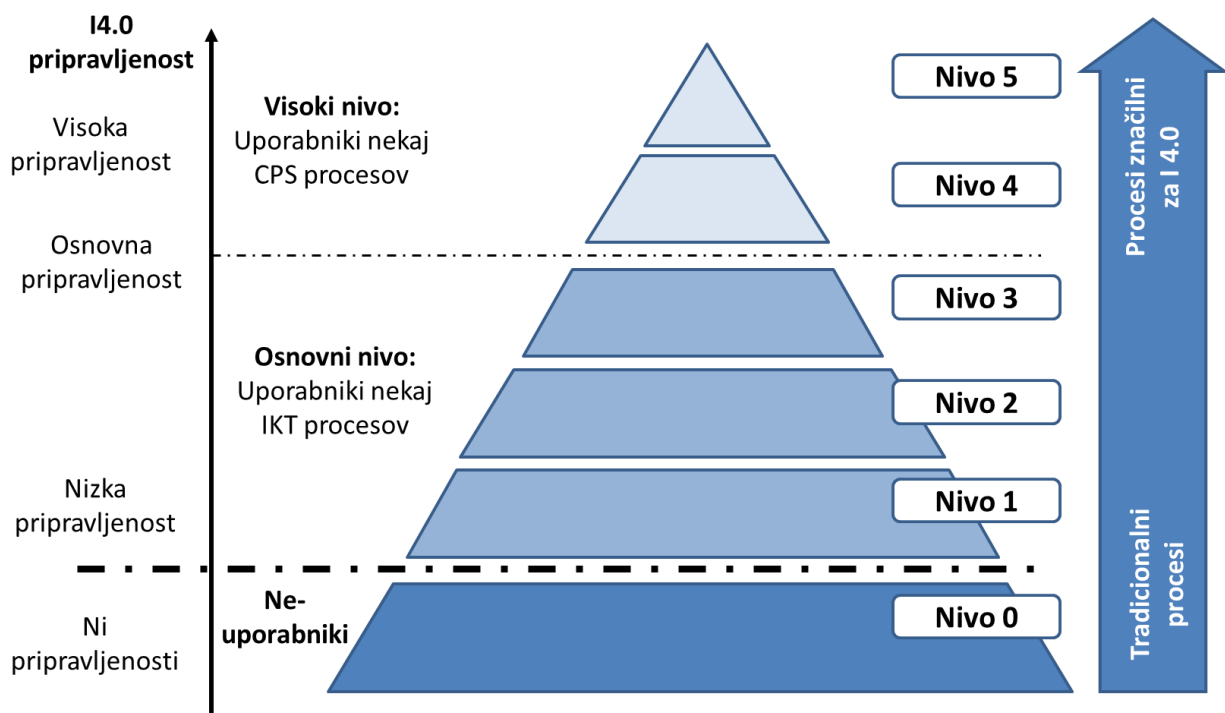 I4.0
pripravljenost
Visoka
pripravljenost
Osnovna
pripravljenost
Nizka
pripravljenost
Ni
pripravljenosti
Visoki nivo:
Uporabniki nekaj
CPS procesov
Osnovni nivo:
Uporabniki nekaj
IKT procesov
Ne-
uporabniki
Nivo 5
Nivo 4
Nivo 3
Nivo 2
Nivo 1
Nivo 0
Procesi značilni
za I 4.0
Tradicionalni
procesi